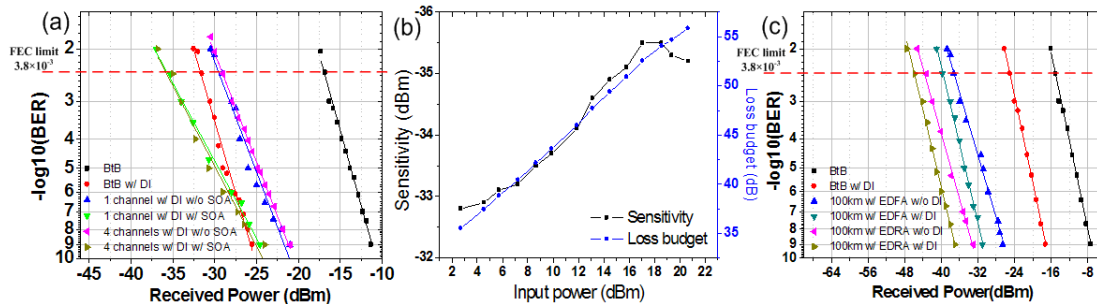 (a)
FEC limit
3.8×10⁻³
-log10(BER)
2
3
4
5
6
7
8
9
10
BtB
BtB w/ DI
1 channel w/ DI w/o SOA
1 channel w/ DI w/ SOA
4 channels w/ DI w/o SOA
4 channels w/ DI w/ SOA
-46 -40 -34 -28 -22 -16 -10
Received Power (dBm)
(b)
Sensitivity (dBm)
-36
-35
-34
-33
-32
Sensitivity
Loss budget
2 4 6 8 10 12 14 16 18 20 22
Input power (dBm)
55
50
45
40
35
Loss budget (dB)
(c)
FEC limit
3.8×10⁻³
-log10(BER)
2
3
4
5
6
7
8
9
10
BtB
BtB w/ DI
100km w/ EDFA w/o DI
100km w/ EDFA w/ DI
100km w/ EDRA w/o DI
100km w/ EDRA w/ DI
-64 -56 -48 -40 -32 -24 -16 -8
Received Power(dBm)